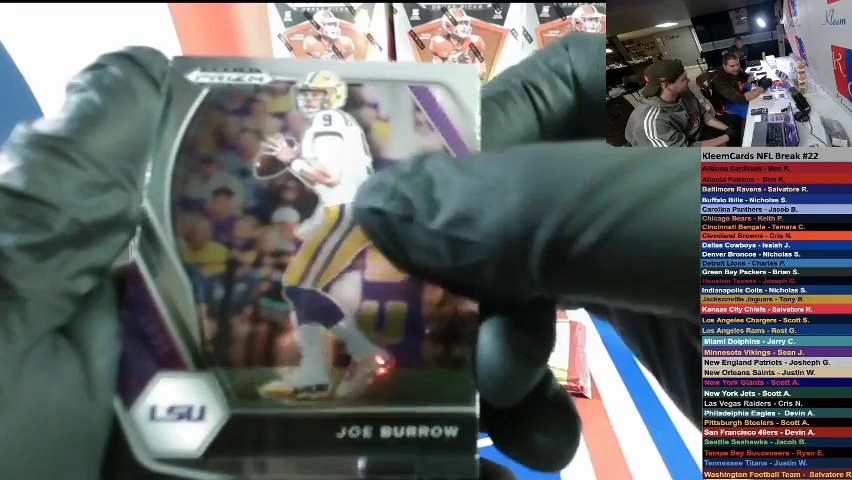 PRIZM
9
LSU
JOE BURROW
Kleem
KleemCards NFL Break #22
Arizona Cardinals - Ben K.
Atlanta Falcons - Ben K.
Baltimore Ravens - Salvatore R.
Buffalo Bills - Nicholas S.
Carolina Panthers - Jacob B.
Chicago Bears - Keith P.
Cincinnati Bengals - Tamara C.
Cleveland Browns - Cris N.
Dallas Cowboys - Isaiah J.
Denver Broncos - Nicholas S.
Detroit Lions - Charles P.
Green Bay Packers - Brian S.
Houston Texans - Joseph G.
Indianapolis Colts - Nicholas S.
Jacksonville Jaguars - Tony B.
Kansas City Chiefs - Salvatore R.
Los Angeles Chargers - Scott S.
Los Angeles Rams - Rost G.
Miami Dolphins - Jerry C.
Minnesota Vikings - Sean J.
New England Patriots - Josheph G.
New Orleans Saints - Justin W.
New York Giants - Scott A.
New York Jets - Scott A.
Las Vegas Raiders - Cris N.
Philadelphia Eagles - Devin A.
Pittsburgh Steelers - Scott A.
San Francisco 49ers - Devin A.
Seattle Seahawks - Jacob B.
Tampa Bay Buccaneers - Ryan E.
Tennessee Titans - Justin W.
Washington Football Team - Salvatore R